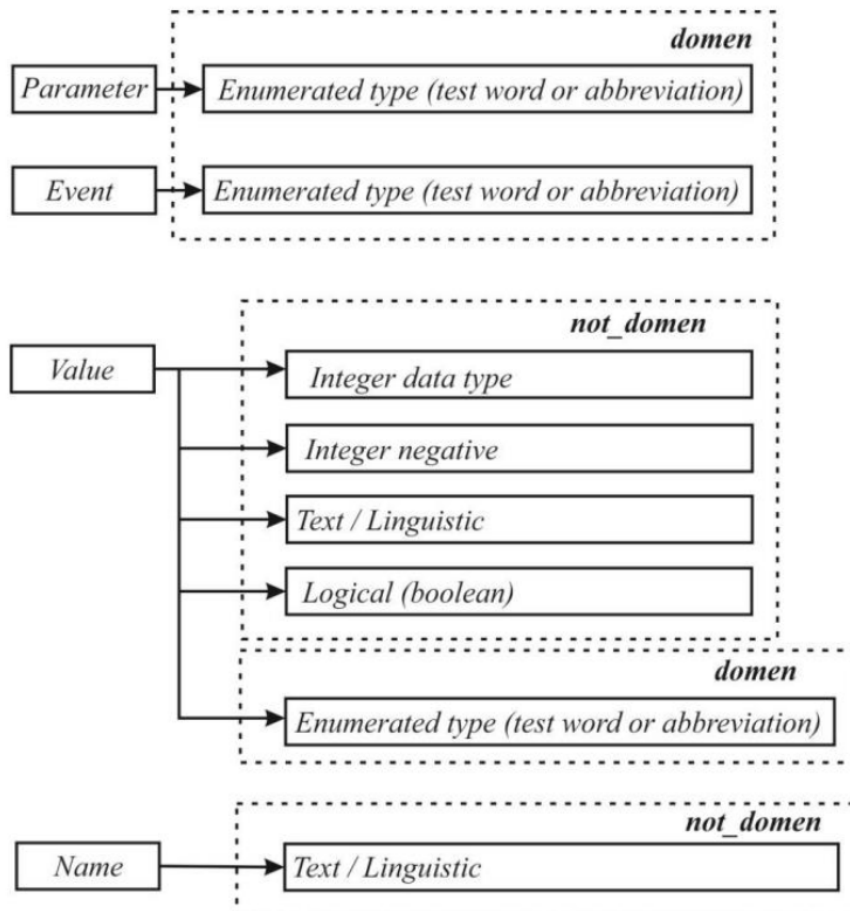 domen
Parameter
Enumerated type (test word or abbreviation)
Event
Enumerated type (test word or abbreviation)
not_domen
Value
Integer data type
Integer negative
Text / Linguistic
Logical (boolean)
domen
Enumerated type (test word or abbreviation)
not_domen
Name
Text / Linguistic